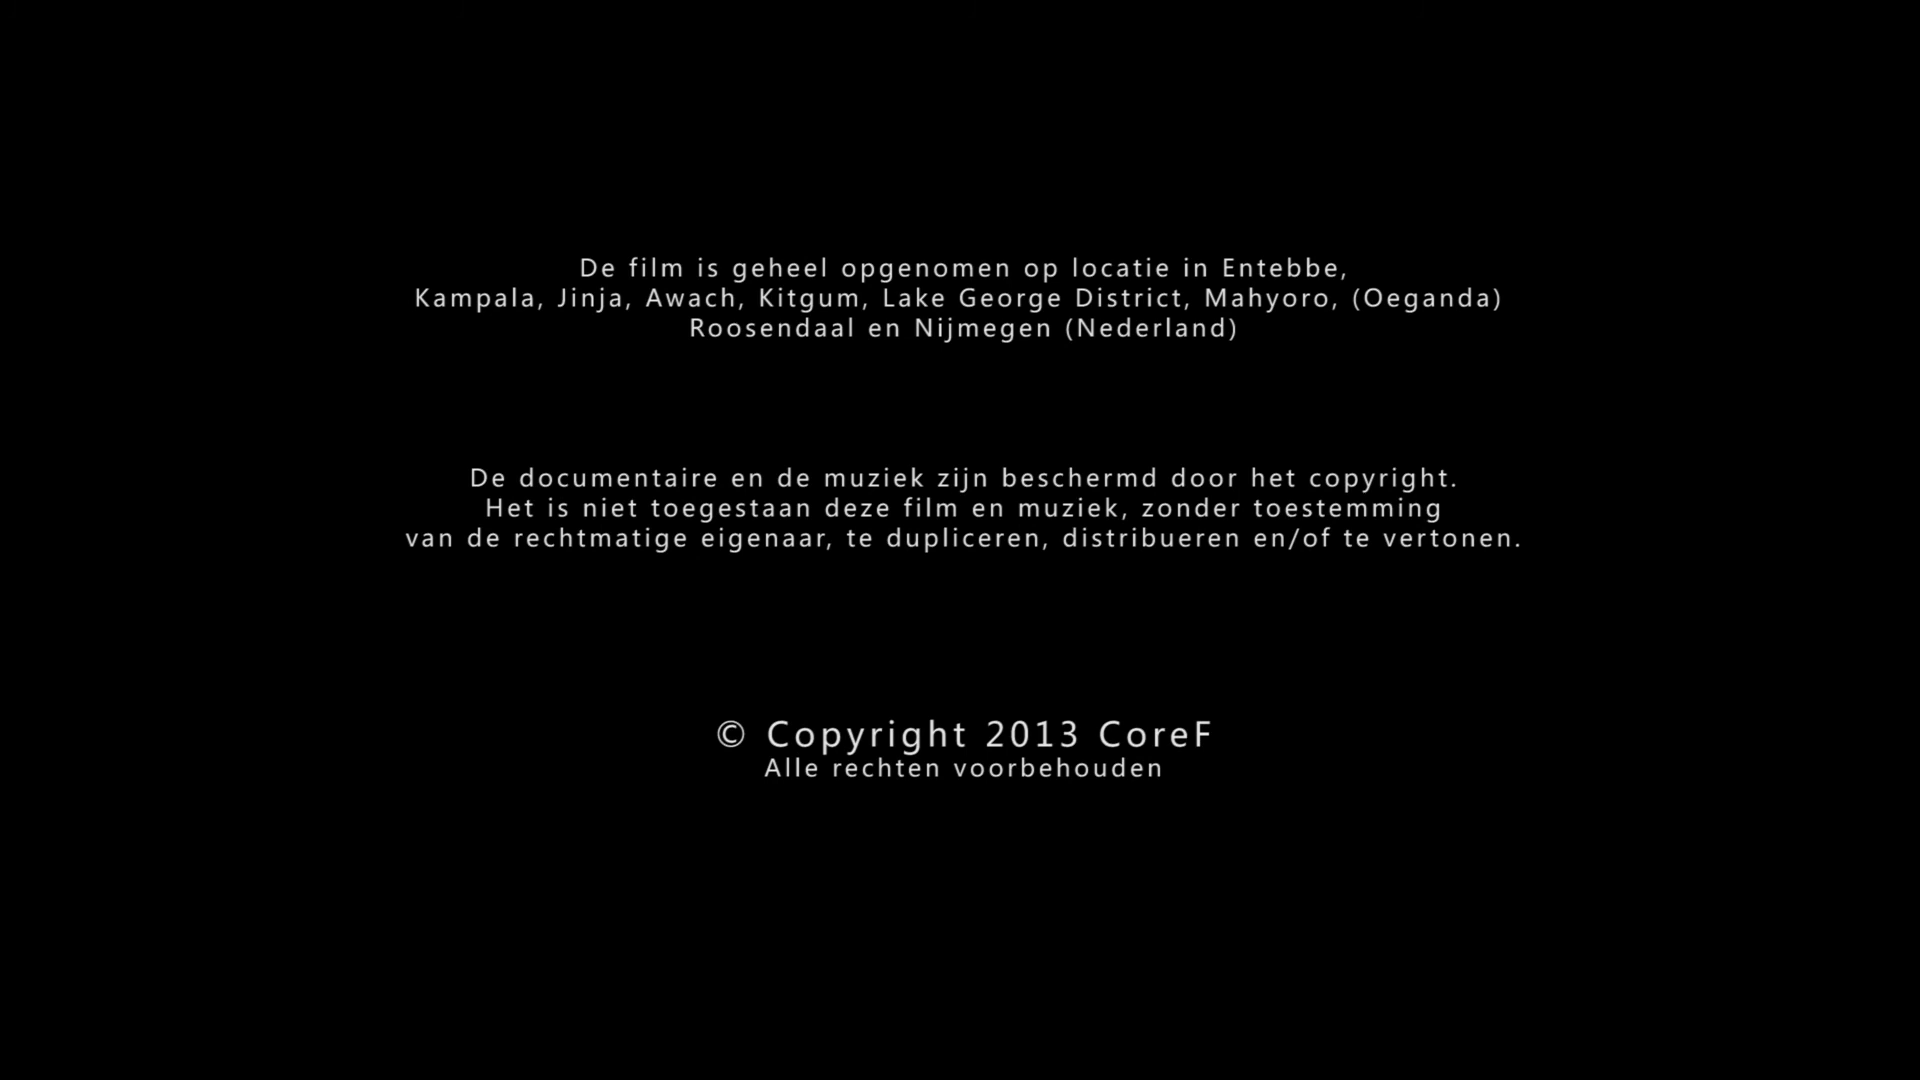 De film is geheel opgenomen op locatie in Entebbe,
Kampala, Jinja, Awach, Kitgum, Lake George District, Mahyoro, (Oeganda)
Roosendaal en Nijmegen (Nederland)
De documentaire en de muziek zijn beschermd door het copyright.
Het is niet toegestaan deze film en muziek, zonder toestemming
van de rechtmatige eigenaar, te dupliceren, distribueren en/of te vertonen.
© Copyright 2013 CoreF
Alle rechten voorbehouden